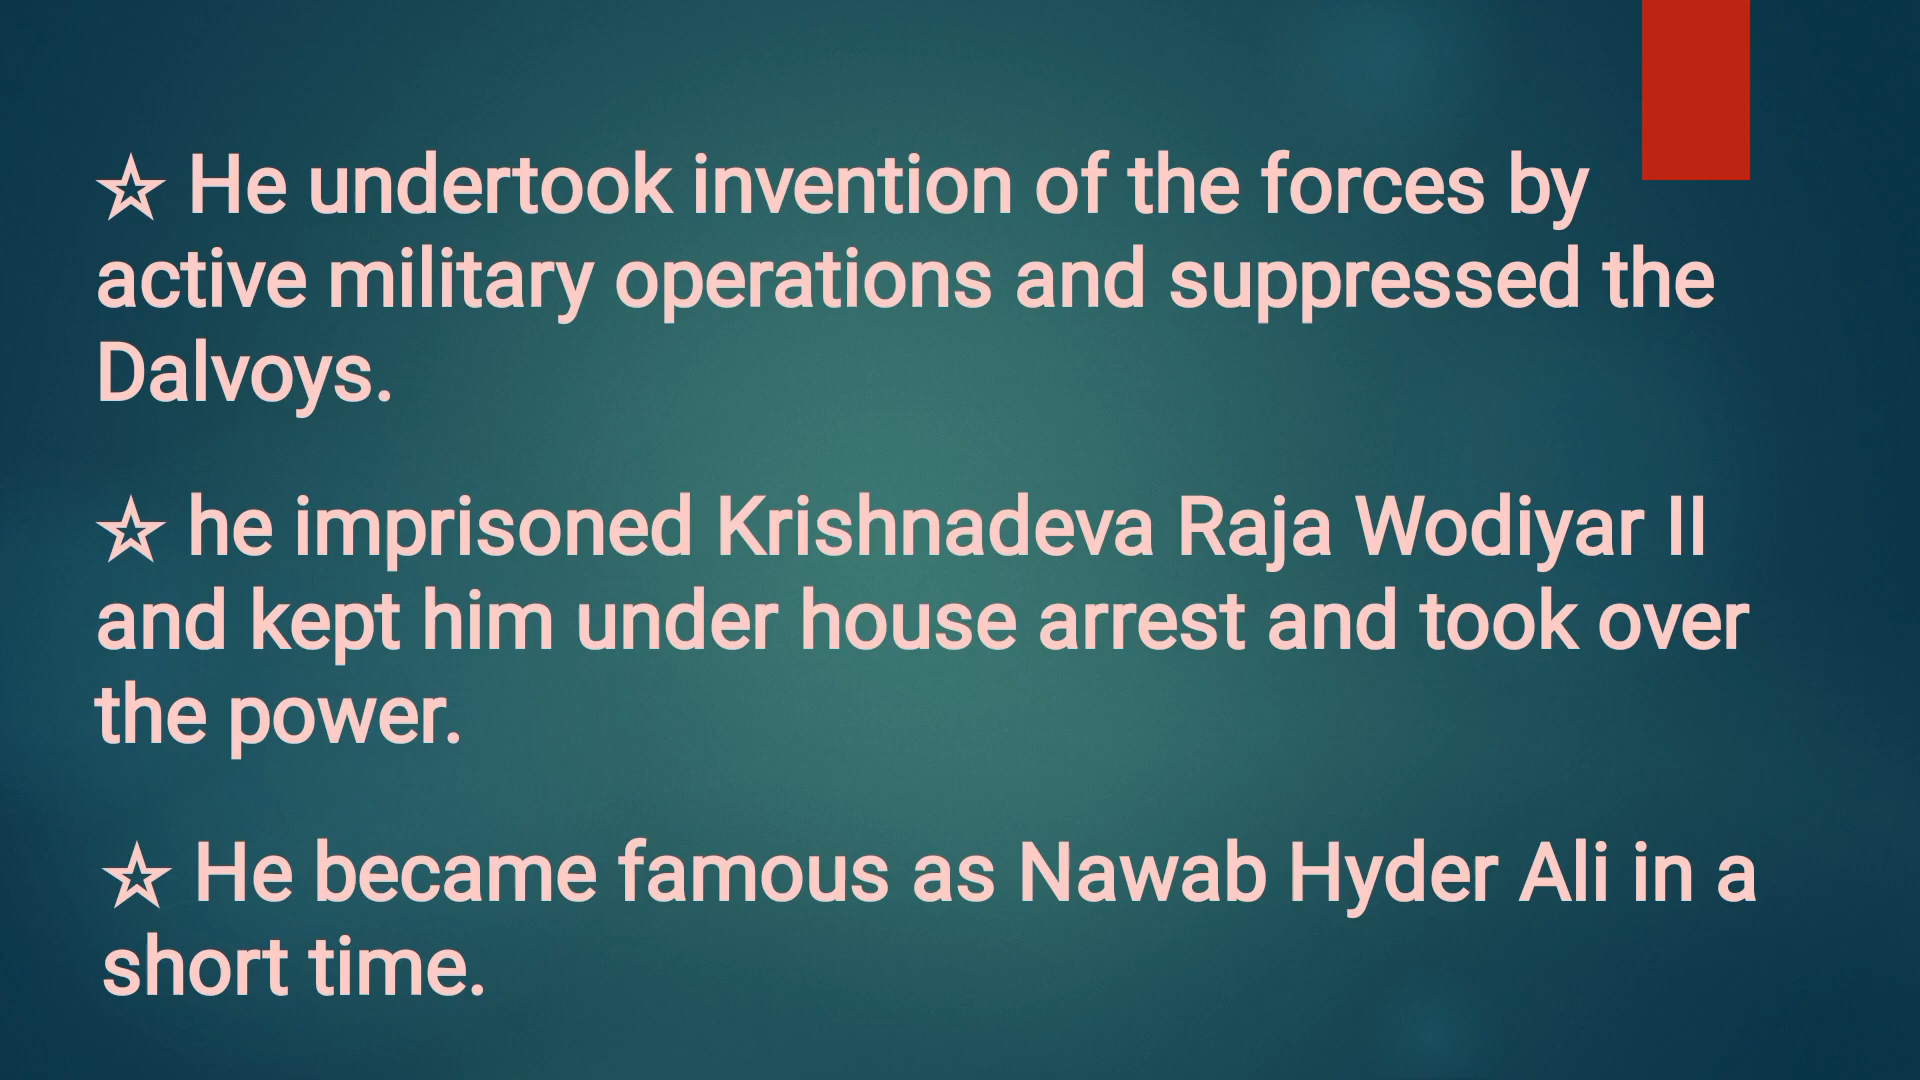 ☆ He undertook invention of the forces by
active military operations and suppressed the
Dalvoys.
☆ he imprisoned Krishnadeva Raja Wodiyar II
and kept him under house arrest and took over
the power.
☆ He became famous as Nawab Hyder Ali in a
short time.